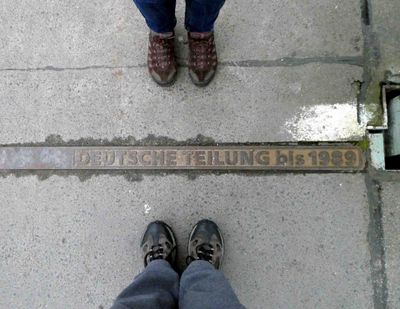 DEUTSCHE TEILUNG bis 1989